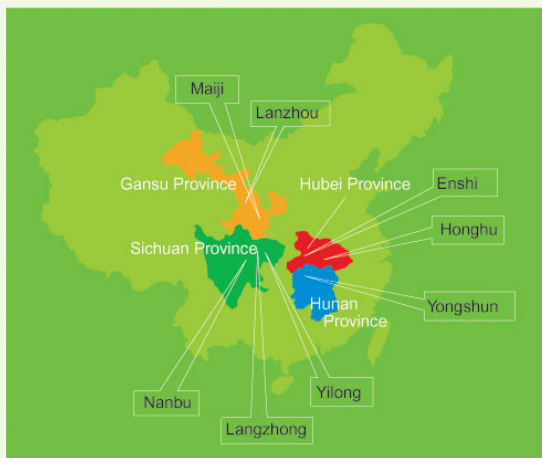 Maiji
Lanzhou
Gansu Province
Hubei Province
Enshi
Honghu
Sichuan Province
Hunan
Province
Yongshun
Nanbu
Yilong
Langzhong